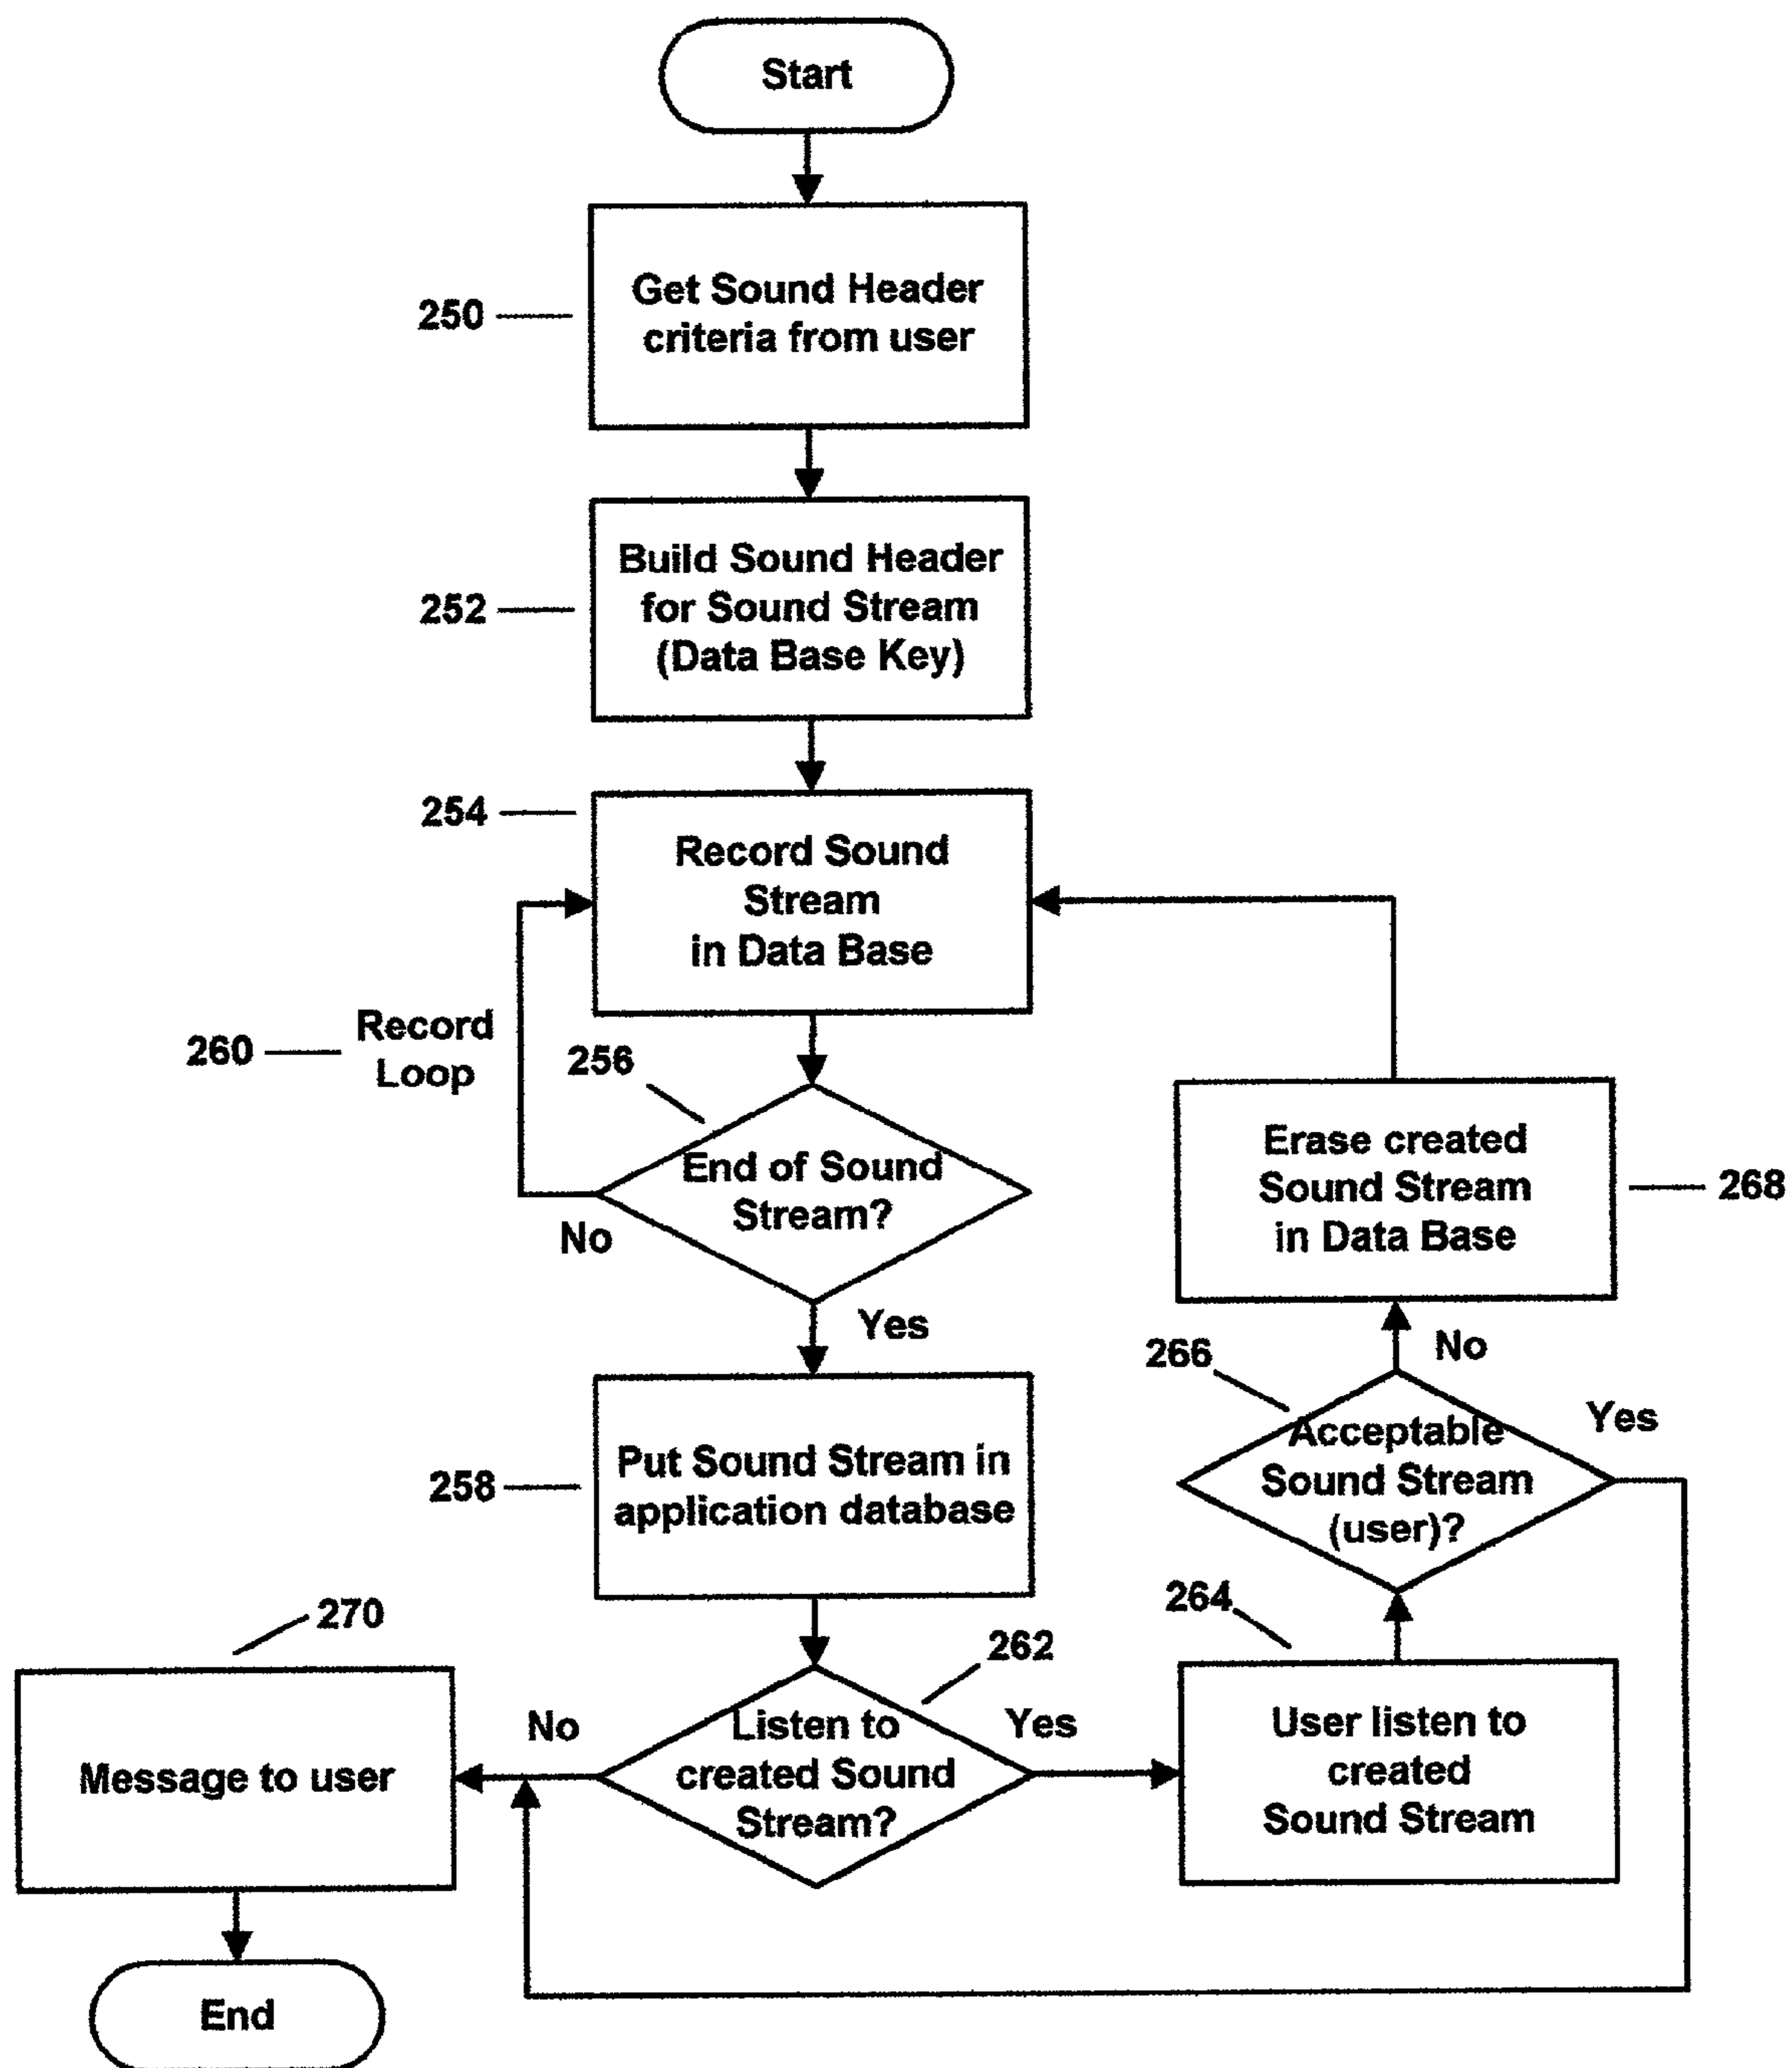 Start
250
Get Sound Header
criteria from user
252
Build Sound Header
for Sound Stream
(Data Base Key)
254
Record Sound
Stream
in Data Base
260
Record
Loop
256
End of Sound
Stream?
No
Yes
Erase created
Sound Stream
in Data Base
268
258
Put Sound Stream in
application database
266
No
Yes
Acceptable
Sound Stream
(user)?
264
270
262
Message to user
No
Listen to
created Sound
Stream?
Yes
User listen to
created
Sound Stream
End